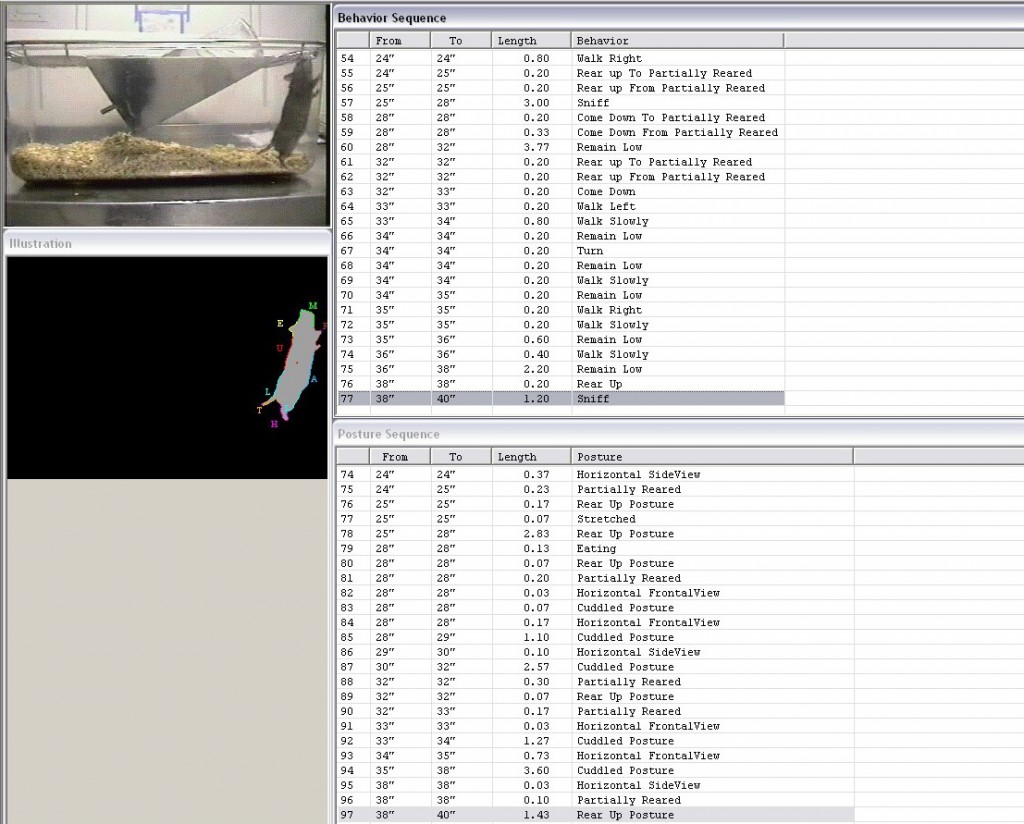 Behavior Sequence
From To Length Behavior
54 24" 24" 0.80 Walk Right
55 24" 25" 0.20 Rear up To Partially Reared
56 25" 25" 0.20 Rear up From Partially Reared
57 25" 28" 3.00 Sniff
58 28" 28" 0.20 Come Down To Partially Reared
59 28" 28" 0.33 Come Down From Partially Reared
60 28" 32" 3.77 Remain Low
61 32" 32" 0.20 Rear up To Partially Reared
62 32" 32" 0.20 Rear up From Partially Reared
63 32" 33" 0.20 Come Down
64 33" 33" 0.20 Walk Left
65 33" 34" 0.80 Walk Slowly
66 34" 34" 0.20 Remain Low
67 34" 34" 0.20 Turn
68 34" 34" 0.20 Remain Low
69 34" 34" 0.20 Walk Slowly
70 34" 35" 0.20 Remain Low
71 35" 35" 0.20 Walk Right
72 35" 35" 0.20 Walk Slowly
73 35" 36" 0.60 Remain Low
74 36" 36" 0.40 Walk Slowly
75 36" 38" 2.20 Remain Low
76 38" 38" 0.20 Rear Up
77 38" 40" 1.20 Sniff
Illustration
M
E
U
A
L
T
H
Posture Sequence
From To Length Posture
74 24" 24" 0.37 Horizontal SideView
75 24" 25" 0.23 Partially Reared
76 25" 25" 0.17 Rear Up Posture
77 25" 25" 0.07 Stretched
78 25" 28" 2.83 Rear Up Posture
79 28" 28" 0.13 Eating
80 28" 28" 0.07 Rear Up Posture
81 28" 28" 0.20 Partially Reared
82 28" 28" 0.03 Horizontal FrontalView
83 28" 28" 0.07 Cuddled Posture
84 28" 28" 0.17 Horizontal FrontalView
85 28" 29" 1.10 Cuddled Posture
86 29" 30" 0.10 Horizontal SideView
87 30" 32" 2.57 Cuddled Posture
88 32" 32" 0.30 Partially Reared
89 32" 32" 0.07 Rear Up Posture
90 32" 33" 0.17 Partially Reared
91 33" 33" 0.03 Horizontal FrontalView
92 33" 34" 1.27 Cuddled Posture
93 34" 35" 0.73 Horizontal FrontalView
94 35" 38" 3.60 Cuddled Posture
95 38" 38" 0.03 Horizontal SideView
96 38" 38" 0.10 Partially Reared
97 38" 40" 1.43 Rear Up Posture